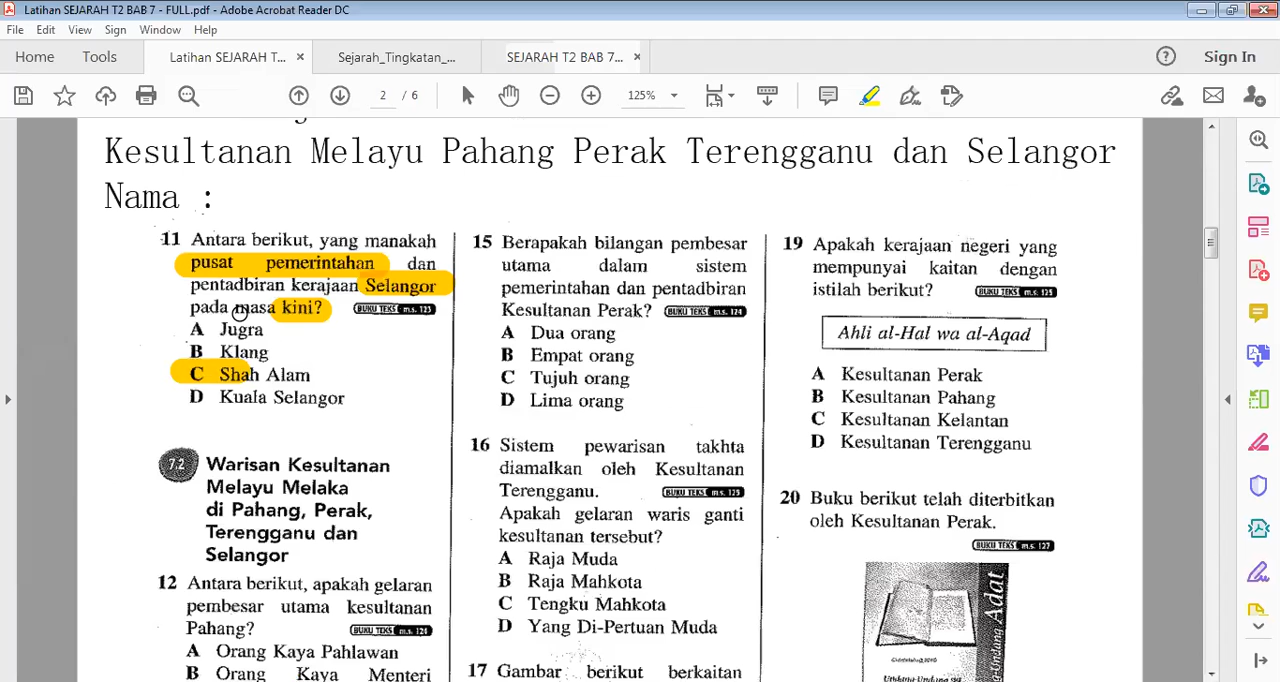 Latihan SEJARAH T2 BAB 7 - FULL.pdf - Adobe Acrobat Reader DC
File Edit View Sign Window Help
Home Tools Latihan SEJARAH T... × Sejarah_Tingkatan_... SEJARAH T2 BAB 7... × Sign In
2 / 6 125%
Kesultanan Melayu Pahang Perak Terengganu dan Selangor
Nama :
11 Antara berikut, yang manakah
pusat pemerintahan dan
pentadbiran kerajaan Selangor
pada masa kini? BUKU TEKS m.s. 123
A Jugra
B Klang
C Shah Alam
D Kuala Selangor
7.2 Warisan Kesultanan
Melayu Melaka
di Pahang, Perak,
Terengganu dan
Selangor
12 Antara berikut, apakah gelaran
pembesar utama kesultanan
Pahang? BUKU TEKS m.s. 124
A Orang Kaya Pahlawan
B Orang Kaya Menteri
15 Berapakah bilangan pembesar
utama dalam sistem
pemerintahan dan pentadbiran
Kesultanan Perak? BUKU TEKS m.s. 124
A Dua orang
B Empat orang
C Tujuh orang
D Lima orang
16 Sistem pewarisan takhta
diamalkan oleh Kesultanan
Terengganu. BUKU TEKS m.s. 125
Apakah gelaran waris ganti
kesultanan tersebut?
A Raja Muda
B Raja Mahkota
C Tengku Mahkota
D Yang Di-Pertuan Muda
17 Gambar berikut berkaitan
19 Apakah kerajaan negeri yang
mempunyai kaitan dengan
istilah berikut? BUKU TEKS m.s. 125
Ahli al-Hal wa al-Aqad
A Kesultanan Perak
B Kesultanan Pahang
C Kesultanan Kelantan
D Kesultanan Terengganu
20 Buku berikut telah diterbitkan
oleh Kesultanan Perak.
BUKU TEKS m.s. 127
Adat